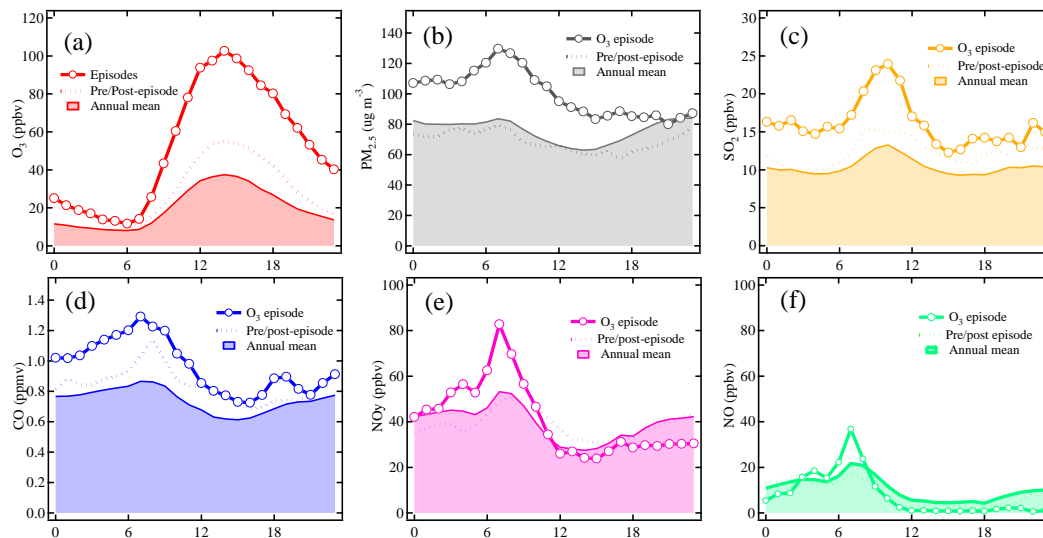 (a)
O3 (ppbv)
120
100
80
60
40
20
0
0
6
12
18
Episodes
Pre/Post-episode
Annual mean
(b)
PM2.5 (ug m-3)
140
120
100
80
60
40
20
0
0
6
12
18
O3 episode
Pre/post-episode
Annual mean
(c)
SO2 (ppbv)
30
25
20
15
10
5
0
0
6
12
18
O3 episode
Pre/post-episode
Annual mean
(d)
CO (ppmv)
1.4
1.2
1.0
0.8
0.6
0.4
0.2
0.0
0
6
12
18
O3 episode
Pre/post-episode
Annual mean
(e)
NOy (ppbv)
80
60
40
20
0
0
6
12
18
O3 episode
Pre/post-episode
Annual mean
(f)
NO (ppbv)
80
60
40
20
0
0
6
12
18
O3 episode
Pre/post episode
Annual mean